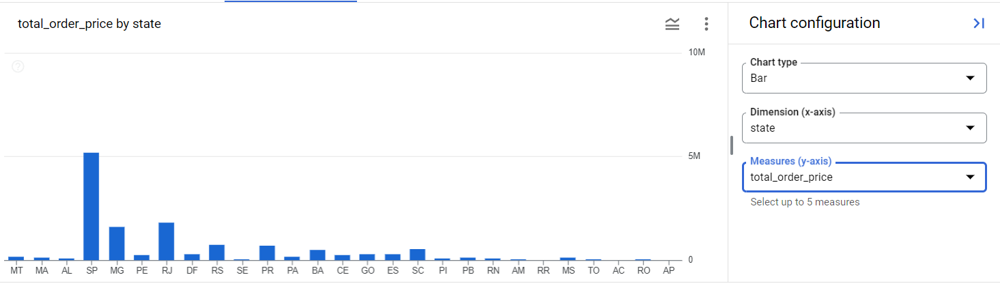 total_order_price by state
10M
5M
0
MT MA AL SP MG PE RJ DF RS SE PR PA BA CE GO ES SC PI PB RN AM RR MS TO AC RO AP
Chart configuration
Chart type
Bar
Dimension (x-axis)
state
Measures (y-axis)
total_order_price
Select up to 5 measures